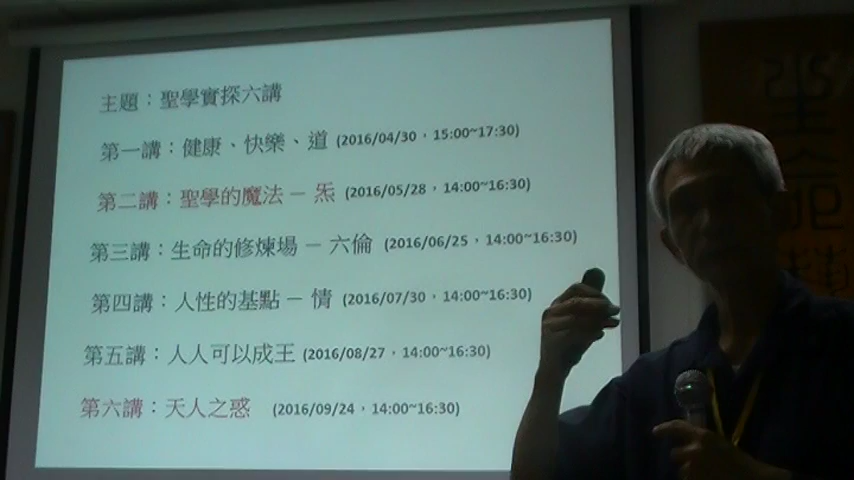 主題：聖學實探六講
第一講：健康、快樂、道 (2016/04/30，15:00~17:30)
第二講：聖學的魔法－炁 (2016/05/28，14:00~16:30)
第三講：生命的修煉場－六倫 (2016/06/25，14:00~16:30)
第四講：人性的基點－情 (2016/07/30，14:00~16:30)
第五講：人人可以成王 (2016/08/27，14:00~16:30)
第六講：天人之惑 (2016/09/24，14:00~16:30)